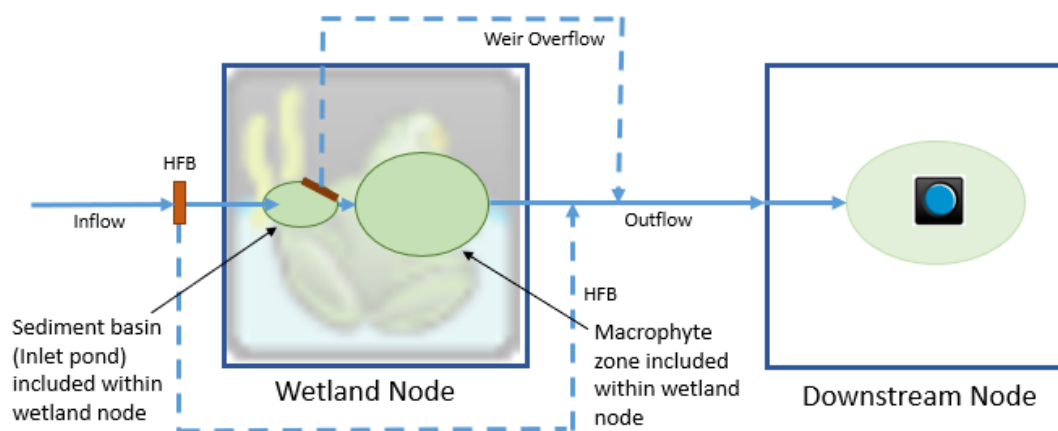 Weir Overflow
HFB
Inflow
Outflow
HFB
Sediment basin
(Inlet pond)
included within
wetland node
Macrophyte
zone included
within wetland
node
Wetland Node
Downstream Node